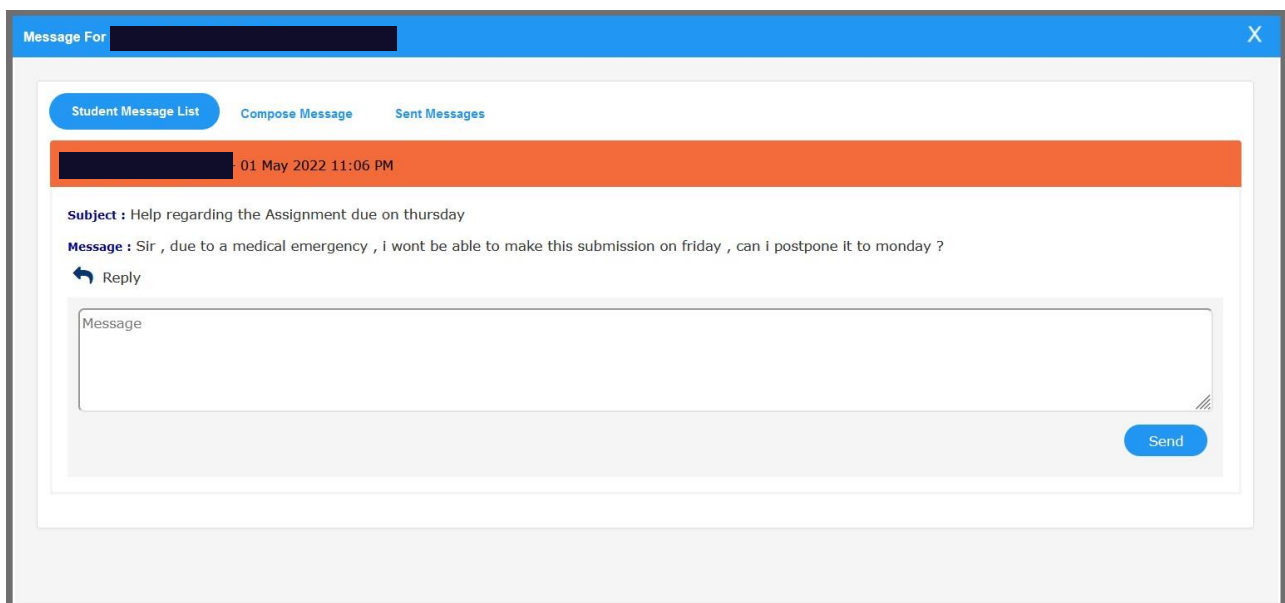 Message For
X
Student Message List
Compose Message
Sent Messages
- 01 May 2022 11:06 PM
Subject : Help regarding the Assignment due on thursday
Message : Sir , due to a medical emergency , i wont be able to make this submission on friday , can i postpone it to monday ?
Reply
Message
Send